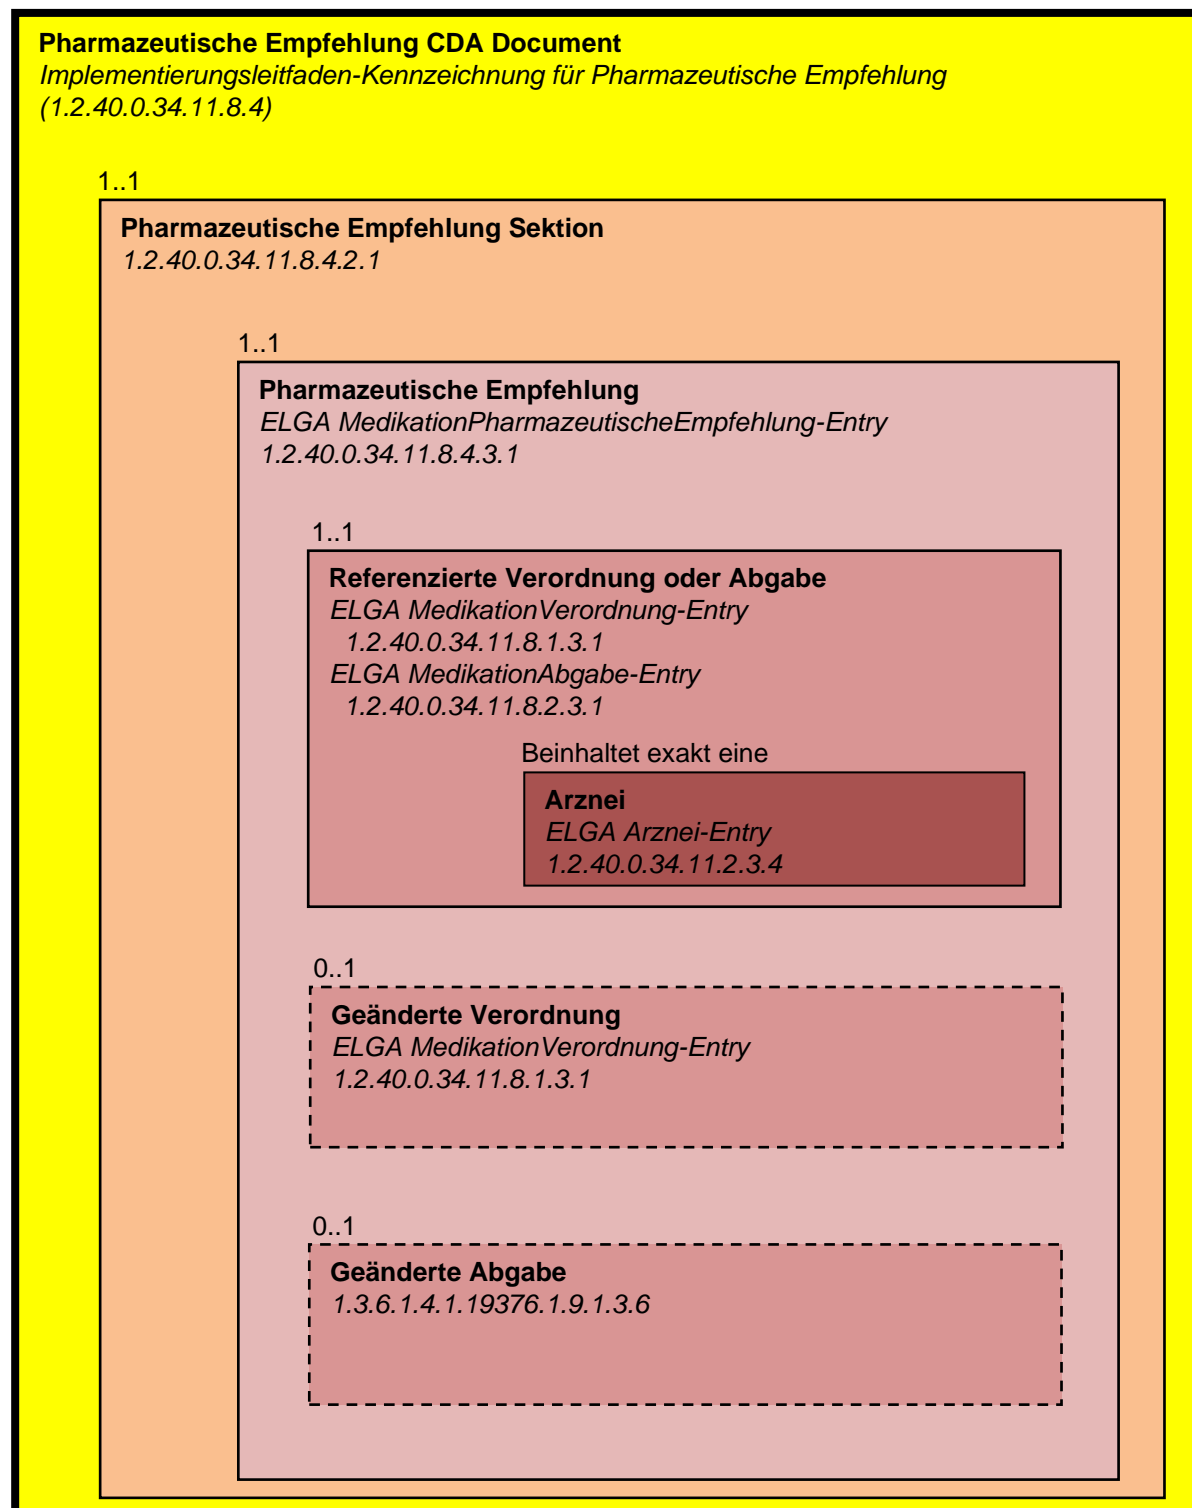 Pharmazeutische Empfehlung CDA Document
Implementierungsleitfaden-Kennzeichnung für Pharmazeutische Empfehlung
(1.2.40.0.34.11.8.4)
1..1
Pharmazeutische Empfehlung Sektion
1.2.40.0.34.11.8.4.2.1
1..1
Pharmazeutische Empfehlung
ELGA MedikationPharmazeutischeEmpfehlung-Entry
1.2.40.0.34.11.8.4.3.1
1..1
Referenzierte Verordnung oder Abgabe
ELGA MedikationVerordnung-Entry
1.2.40.0.34.11.8.1.3.1
ELGA MedikationAbgabe-Entry
1.2.40.0.34.11.8.2.3.1
Beinhaltet exakt eine
Arznei
ELGA Arznei-Entry
1.2.40.0.34.11.2.3.4
0..1
Geänderte Verordnung
ELGA MedikationVerordnung-Entry
1.2.40.0.34.11.8.1.3.1
0..1
Geänderte Abgabe
1.3.6.1.4.1.19376.1.9.1.3.6